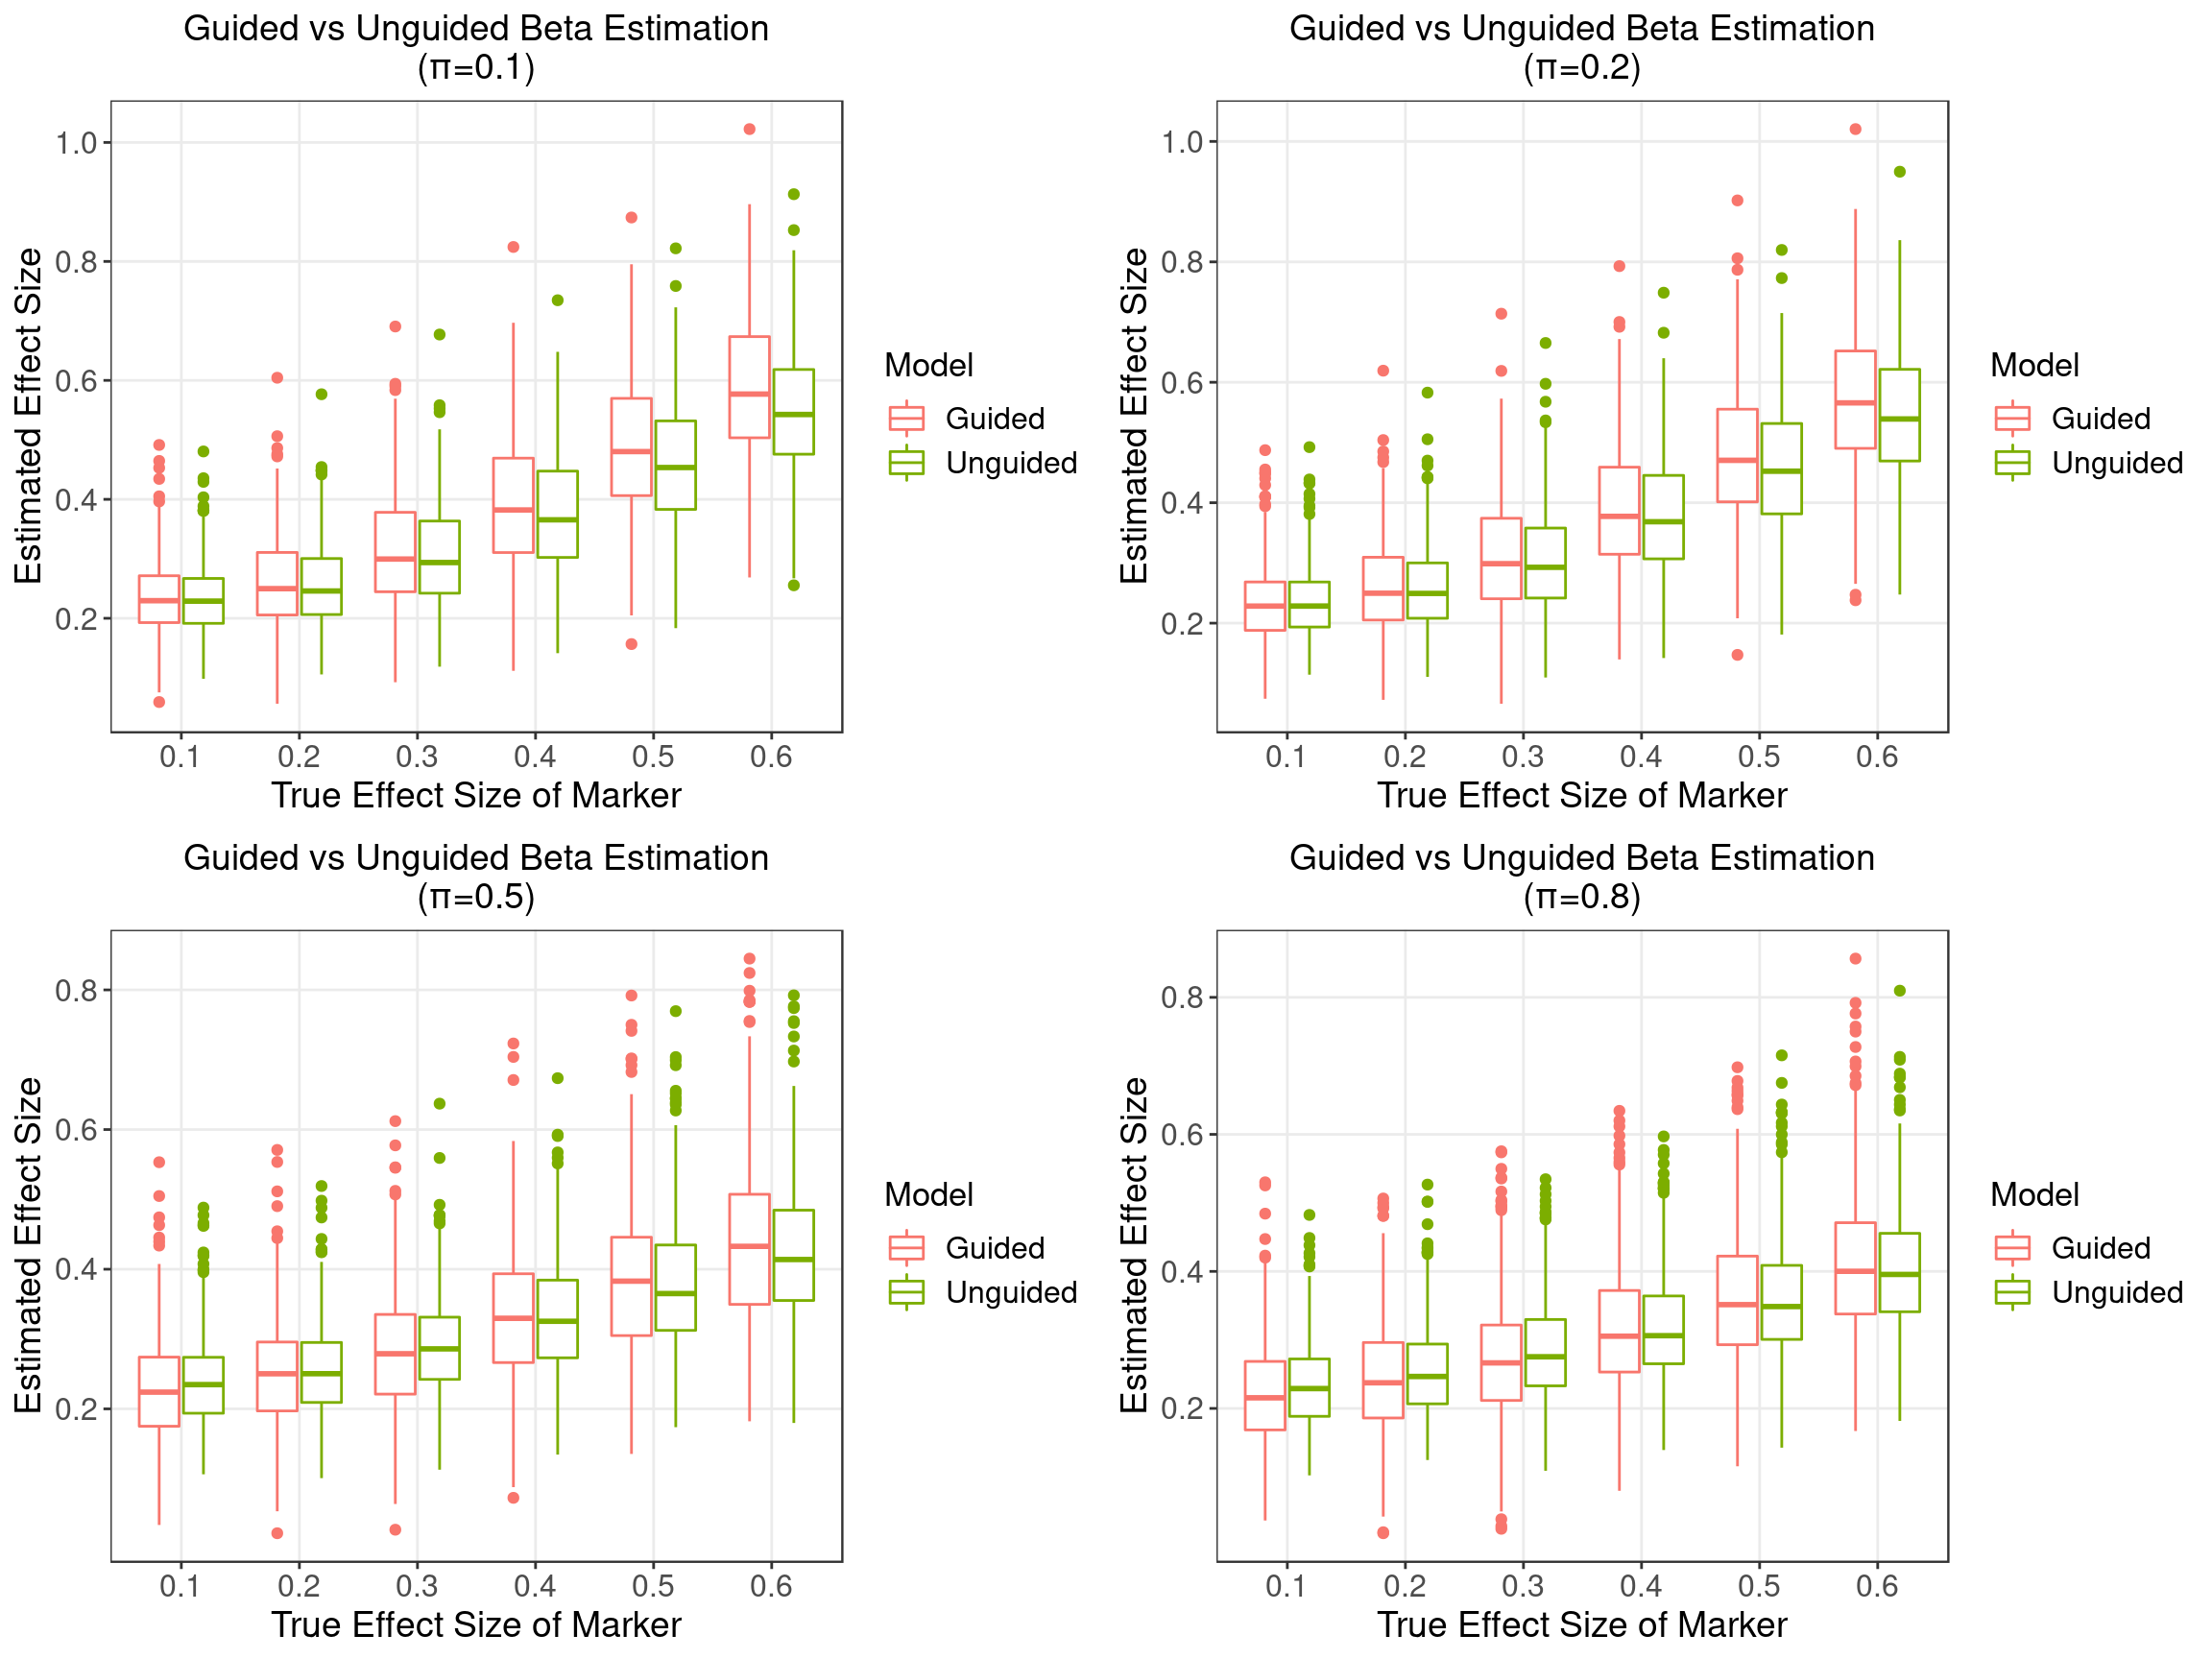 Guided vs Unguided Beta Estimation
(π=0.1)
Estimated Effect Size
1.0
0.8
0.6
0.4
0.2
0.1 0.2 0.3 0.4 0.5 0.6
True Effect Size of Marker
Model
Guided
Unguided
Guided vs Unguided Beta Estimation
(π=0.2)
Estimated Effect Size
1.0
0.8
0.6
0.4
0.2
0.1 0.2 0.3 0.4 0.5 0.6
True Effect Size of Marker
Model
Guided
Unguided
Guided vs Unguided Beta Estimation
(π=0.5)
Estimated Effect Size
0.8
0.6
0.4
0.2
0.1 0.2 0.3 0.4 0.5 0.6
True Effect Size of Marker
Model
Guided
Unguided
Guided vs Unguided Beta Estimation
(π=0.8)
Estimated Effect Size
0.8
0.6
0.4
0.2
0.1 0.2 0.3 0.4 0.5 0.6
True Effect Size of Marker
Model
Guided
Unguided